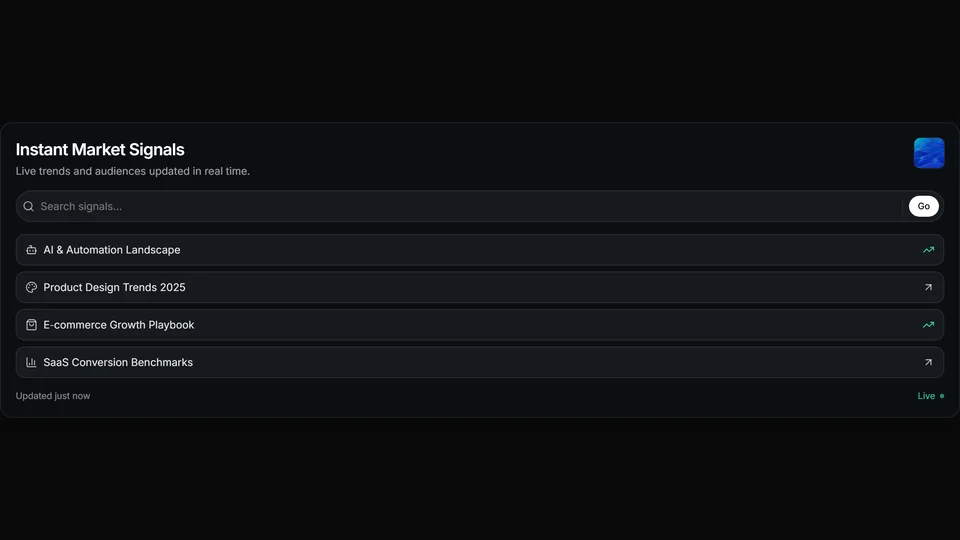 Instant Market Signals
Live trends and audiences updated in real time.
Search signals...
Go
AI & Automation Landscape
Product Design Trends 2025
E-commerce Growth Playbook
SaaS Conversion Benchmarks
Updated just now
Live